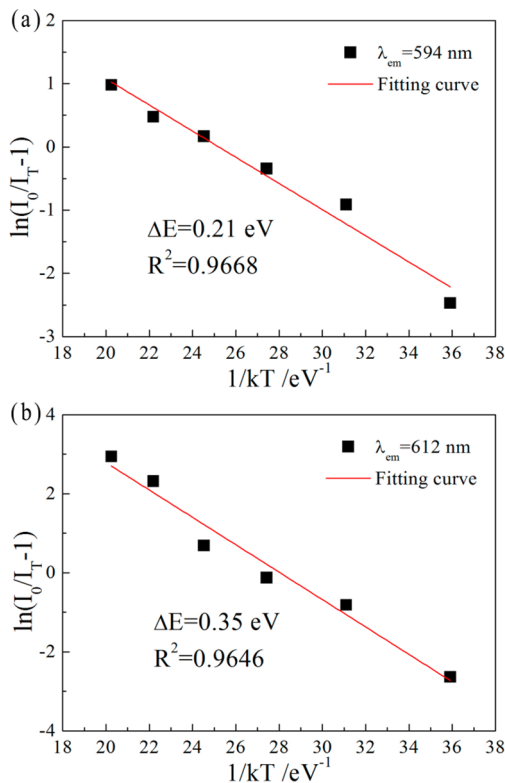 (a)
λem=594 nm
Fitting curve
1
0
-1
-2
-3
ln(I0/IT-1)
ΔE=0.21 eV
R²=0.9668
18 20 22 24 26 28 30 32 34 36 38
1/kT /eV⁻¹
(b)
λem=612 nm
Fitting curve
4
2
0
-2
-4
ln(I0/IT-1)
ΔE=0.35 eV
R²=0.9646
18 20 22 24 26 28 30 32 34 36 38
1/kT /eV⁻¹